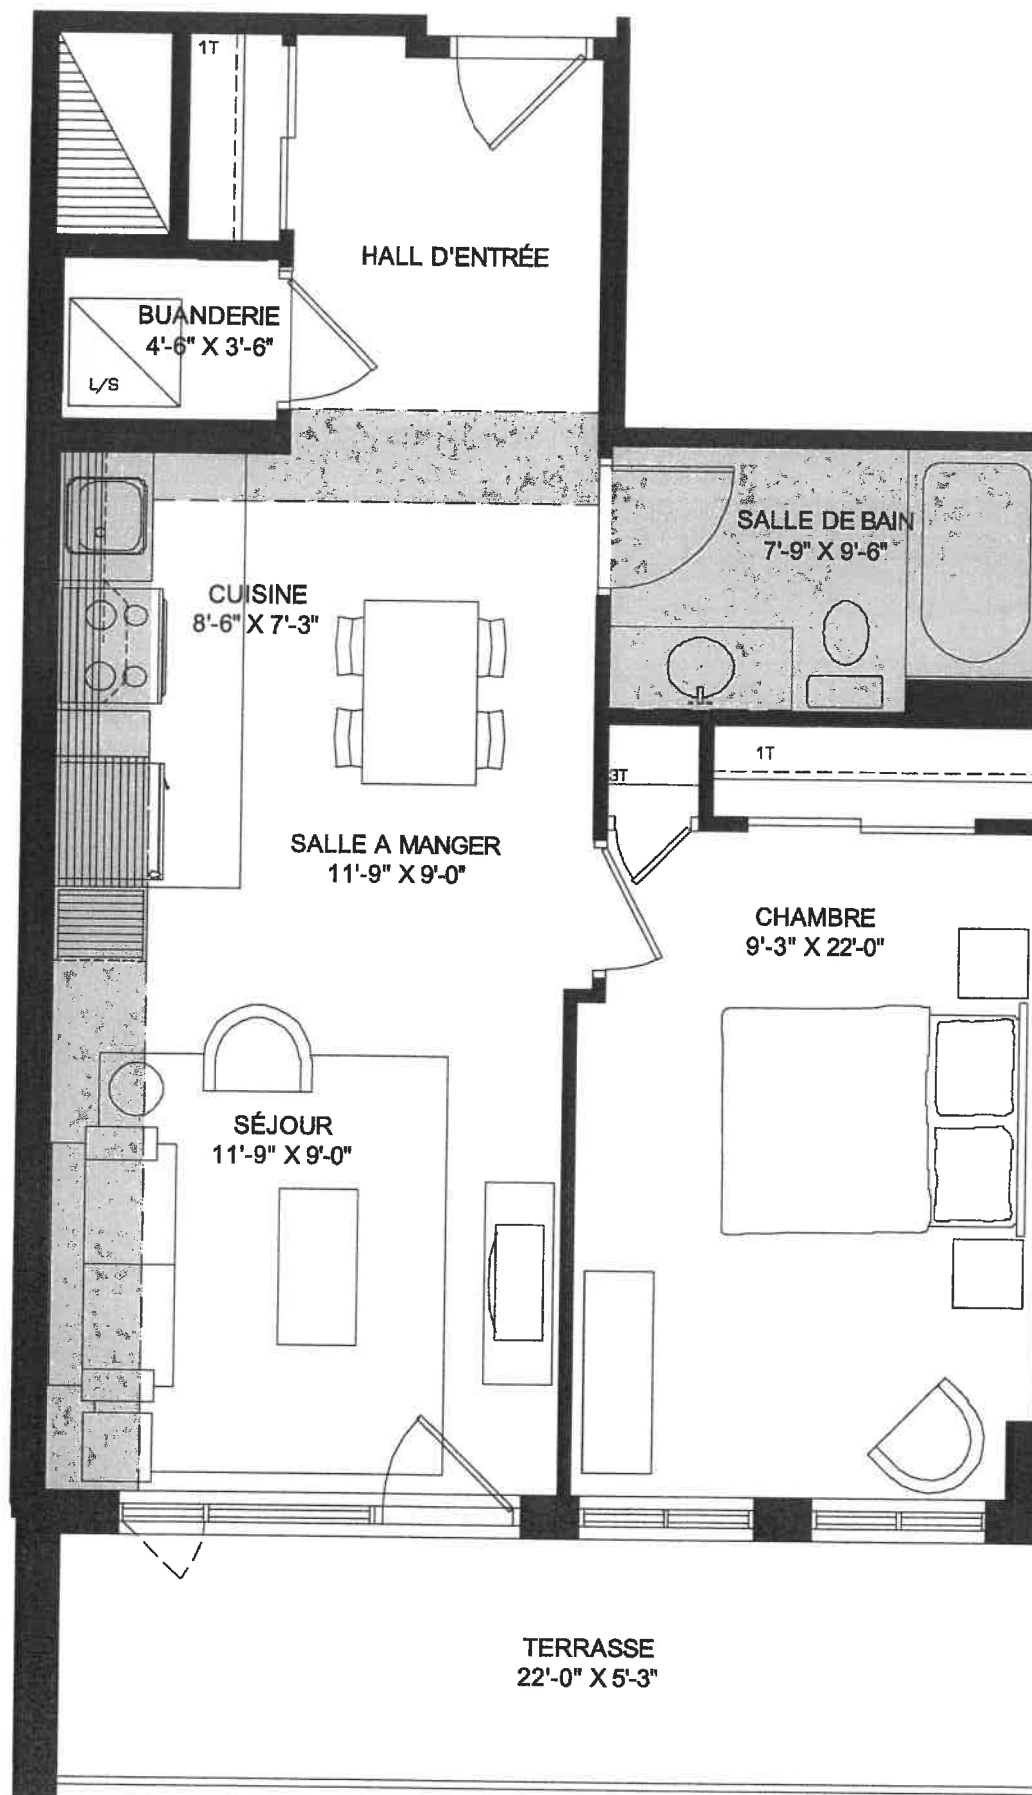 1T
HALL D'ENTRÉE
BUANDERIE
4'-6" X 3'-6"
L/S
SALLE DE BAIN
7'-9" X 9'-6"
CUISINE
8'-6" X 7'-3"
1T
3T
SALLE A MANGER
11'-9" X 9'-0"
CHAMBRE
9'-3" X 22'-0"
SÉJOUR
11'-9" X 9'-0"
TERRASSE
22'-0" X 5'-3"